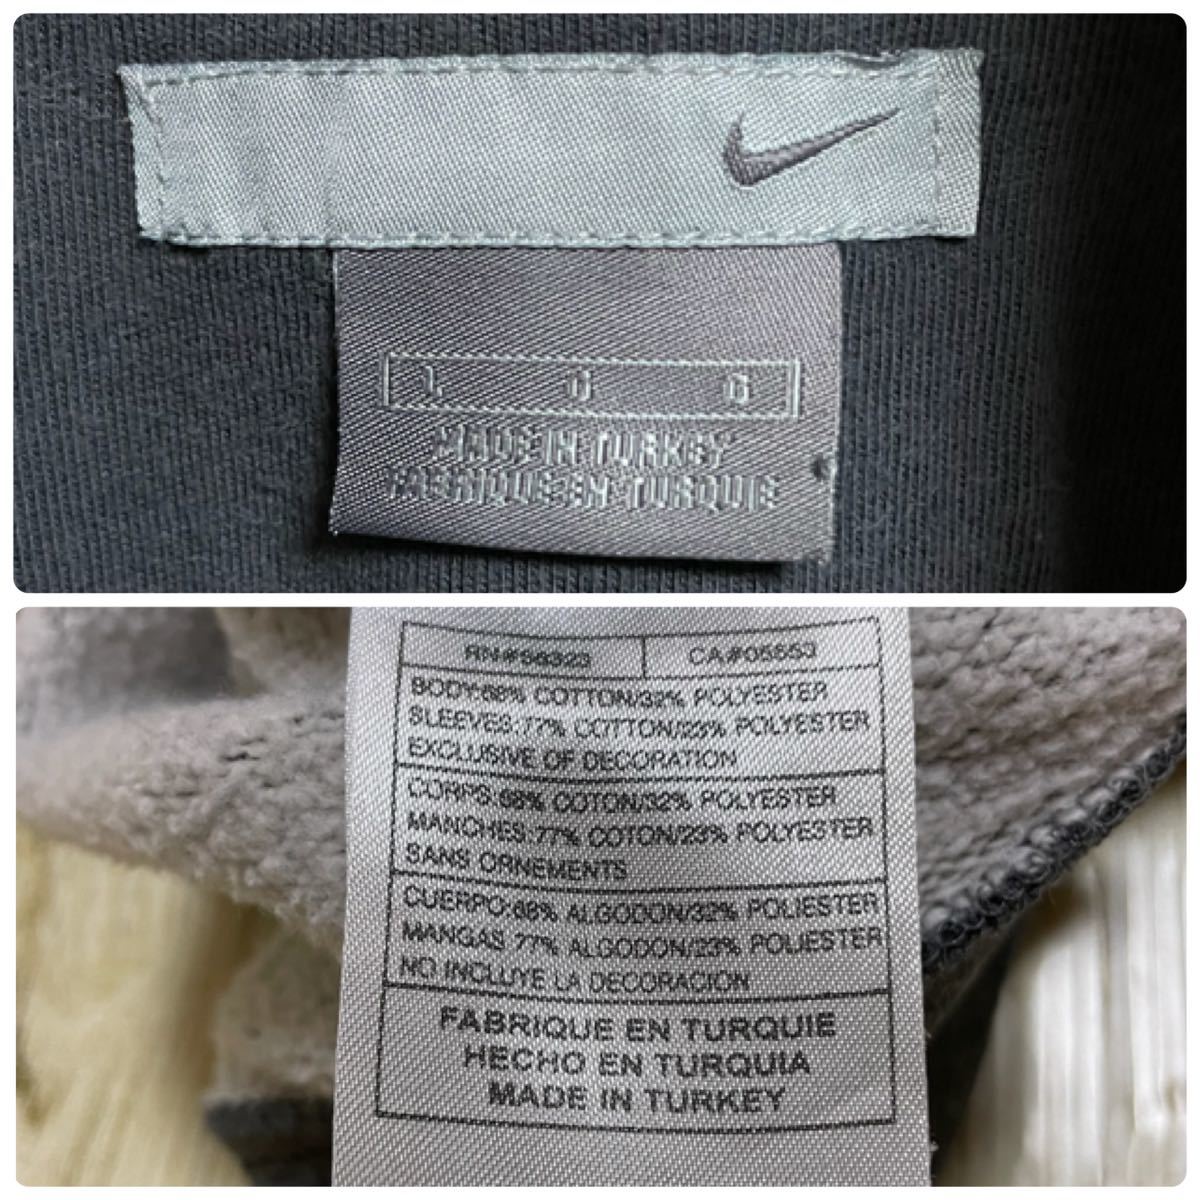 L G G
MADE IN TURKEY
FABRIQUE EN TURQUIE
RN#56323 CA#05553
BODY:68% COTTON/32% POLYESTER
SLEEVES:77% COTTON/23% POLYESTER
EXCLUSIVE OF DECORATION
CORPS:68% COTON/32% POLYESTER
MANCHES:77% COTON/23% POLYESTER
SANS ORNEMENTS
CUERPO:68% ALGODON/32% POLIESTER
MANGAS 77% ALGODON/23% POLIESTER
NO INCLUYE LA DECORACION
FABRIQUE EN TURQUIE
HECHO EN TURQUIA
MADE IN TURKEY